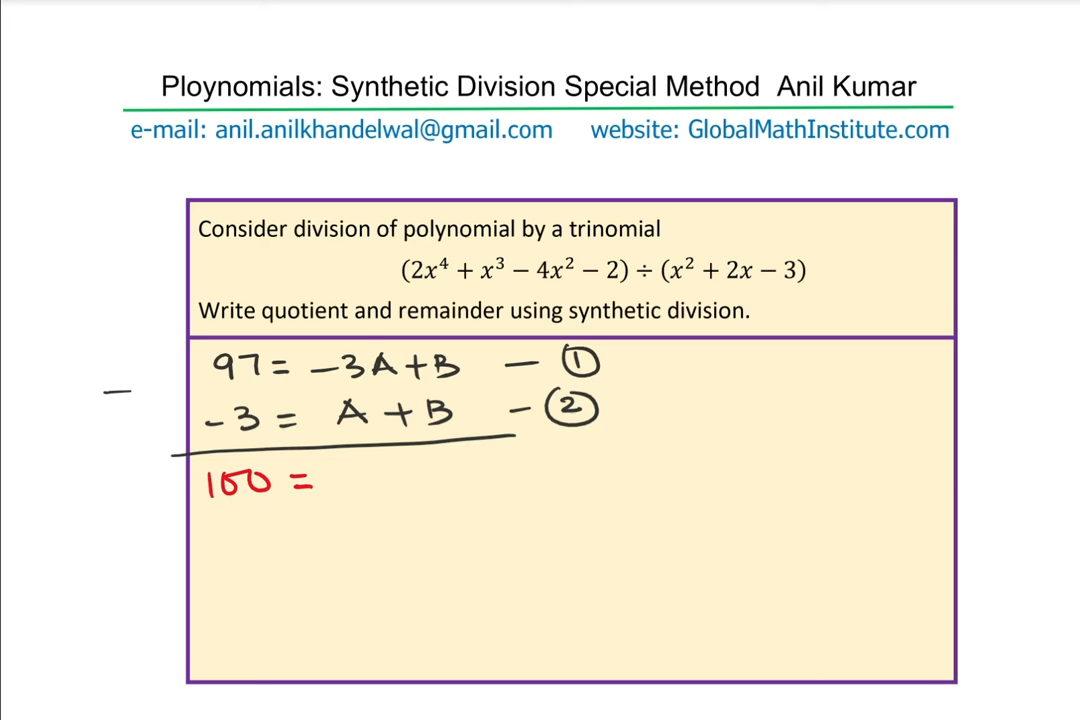 Ploynomials: Synthetic Division Special Method Anil Kumar
e-mail: anil.anilkhandelwal@gmail.com website: GlobalMathInstitute.com
Consider division of polynomial by a trinomial
(2x⁴ + x³ − 4x² − 2) ÷ (x² + 2x − 3)
Write quotient and remainder using synthetic division.
97 = −3A + B − ①
− −3 = A + B − ②
100 =